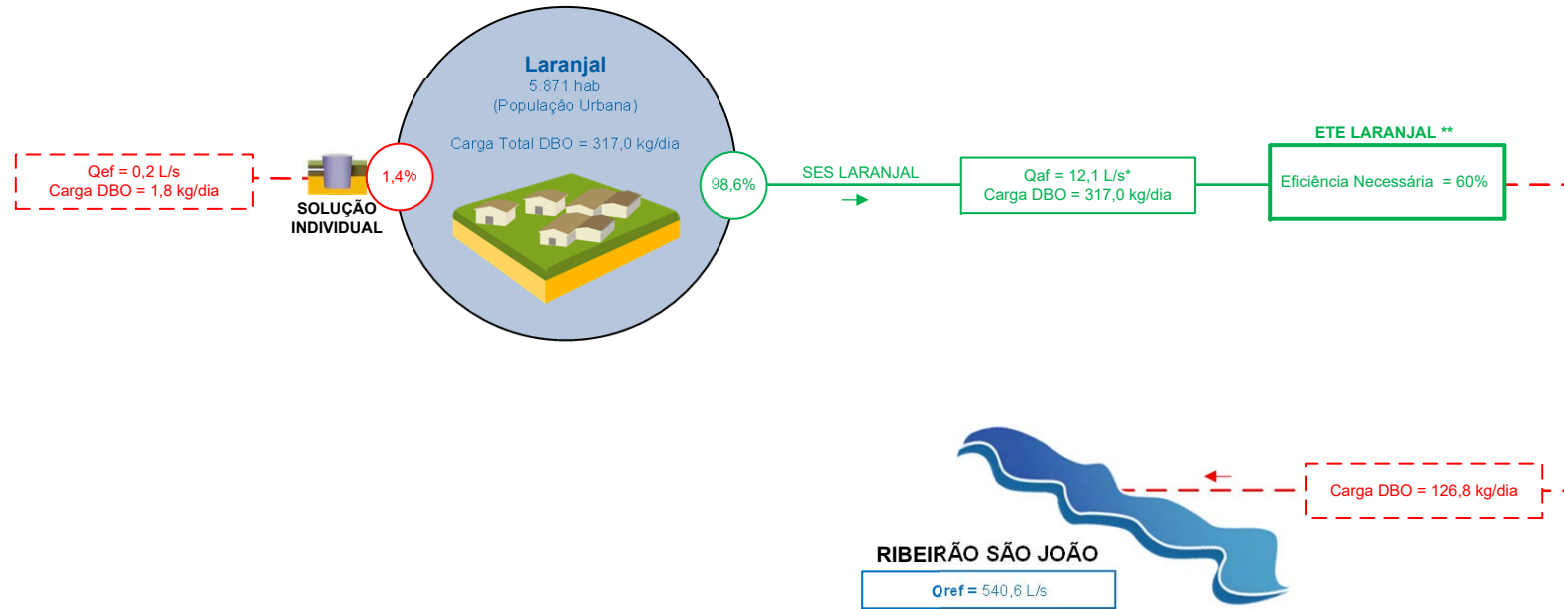 Laranjal
5.871 hab
(População Urbana)
Carga Total DBO = 317,0 kg/dia
Qef = 0,2 L/s
Carga DBO = 1,8 kg/dia
SOLUÇÃO
INDIVIDUAL
1,4%
98,6%
SES LARANJAL
Qaf = 12,1 L/s*
Carga DBO = 317,0 kg/dia
ETE LARANJAL **
Eficiência Necessária = 60%
Carga DBO = 126,8 kg/dia
RIBEIRÃO SÃO JOÃO
Qref = 540,6 L/s